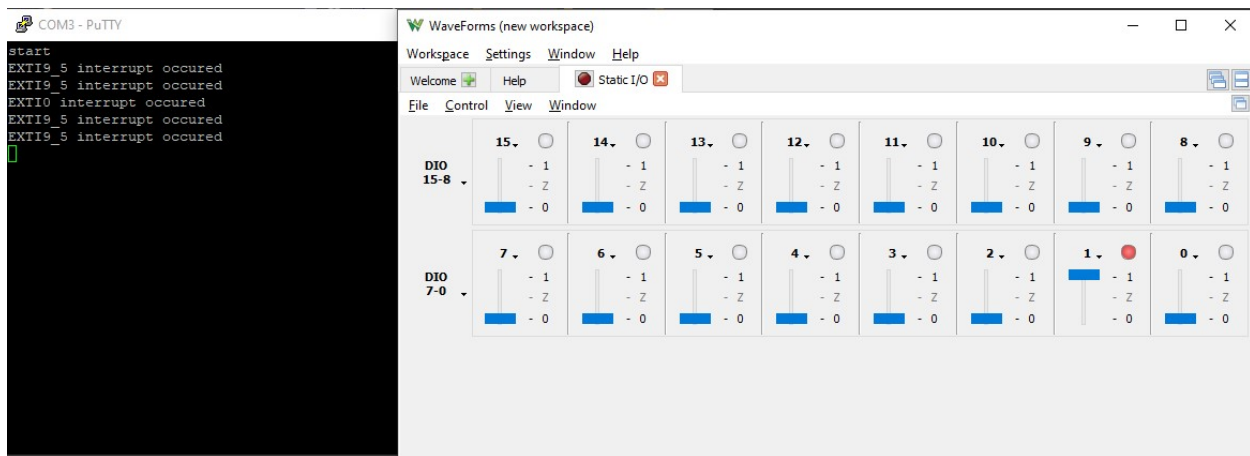 COM3 - PuTTY
start
EXTI9_5 interrupt occured
EXTI9_5 interrupt occured
EXTI0 interrupt occured
EXTI9_5 interrupt occured
EXTI9_5 interrupt occured
WaveForms (new workspace)
Workspace Settings Window Help
Welcome Help Static I/O
File Control View Window
DIO 15-8
15 14 13 12 11 10 9 8
- 1 - 1 - 1 - 1 - 1 - 1 - 1 - 1
- Z - Z - Z - Z - Z - Z - Z - Z
- 0 - 0 - 0 - 0 - 0 - 0 - 0 - 0
DIO 7-0
7 6 5 4 3 2 1 0
- 1 - 1 - 1 - 1 - 1 - 1 - 1 - 1
- Z - Z - Z - Z - Z - Z - Z - Z
- 0 - 0 - 0 - 0 - 0 - 0 - 0 - 0